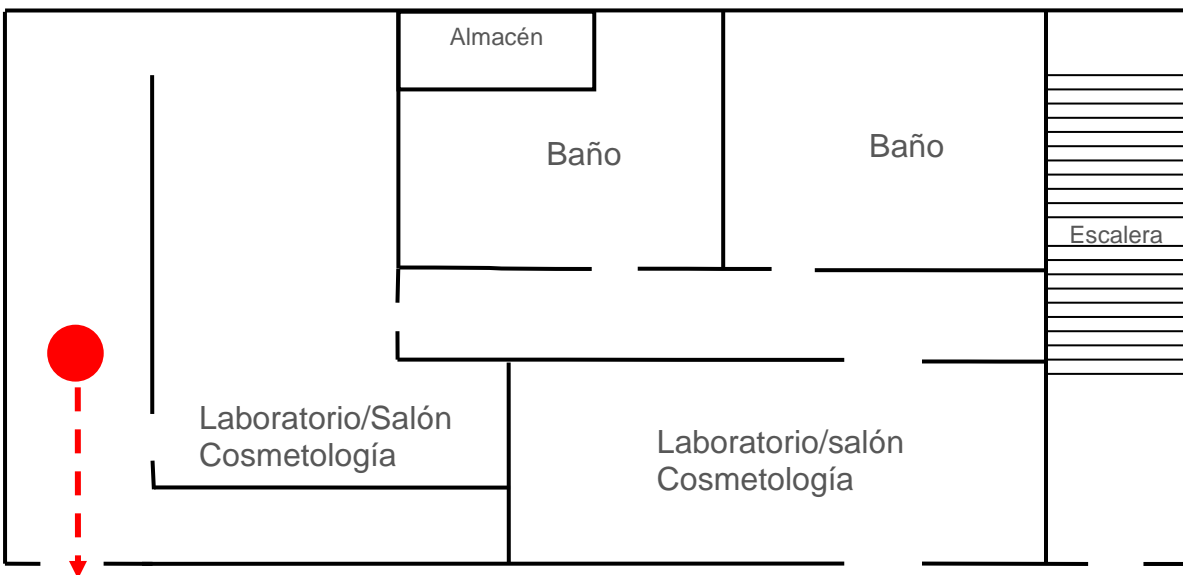 Almacén
Baño
Baño
Escalera
Laboratorio/Salón
Cosmetología
Laboratorio/salón
Cosmetología